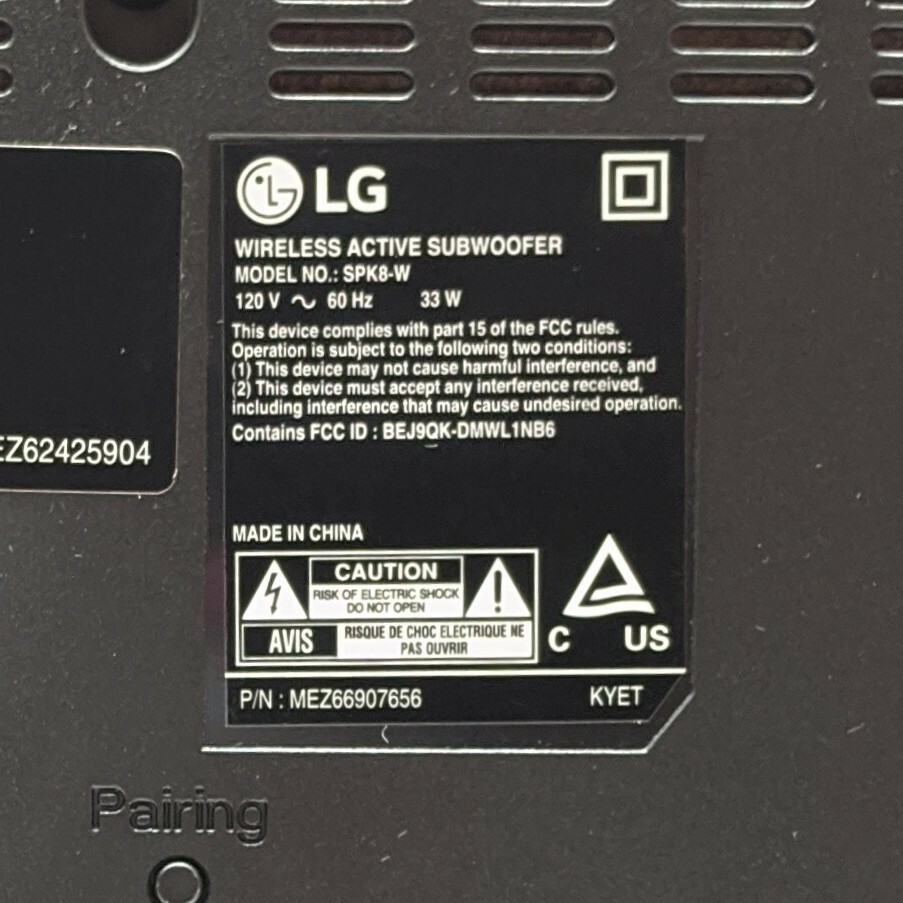 LG
WIRELESS ACTIVE SUBWOOFER
MODEL NO.: SPK8-W
120 V ~ 60 Hz 33 W
This device complies with part 15 of the FCC rules.
Operation is subject to the following two conditions:
(1) This device may not cause harmful interference, and
(2) This device must accept any interference received,
including interference that may cause undesired operation.
Contains FCC ID : BEJ9QK-DMWL1NB6
EZ62425904
MADE IN CHINA
CAUTION
RISK OF ELECTRIC SHOCK
DO NOT OPEN
AVIS
RISQUE DE CHOC ELECTRIQUE NE
PAS OUVRIR
C US
P/N : MEZ66907656 KYET
Pairing